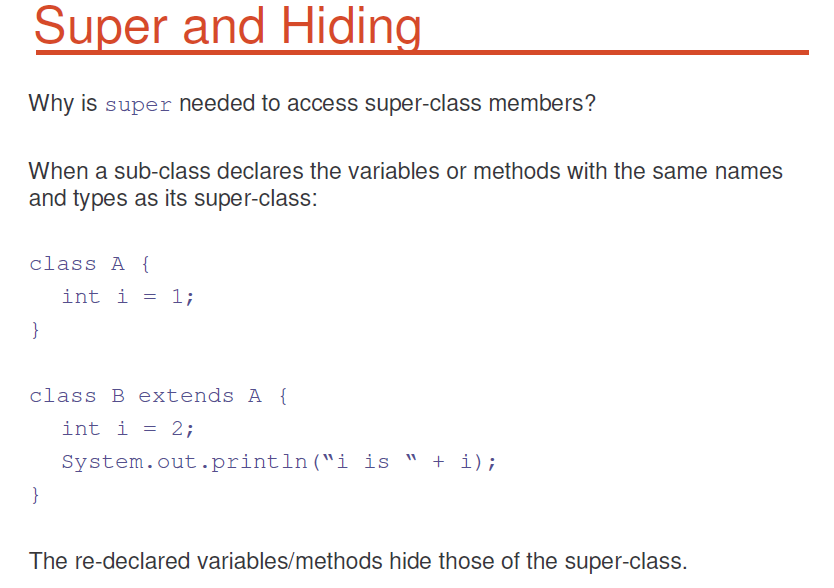 Super and Hiding
Why is super needed to access super-class members?
When a sub-class declares the variables or methods with the same names
and types as its super-class:
class A {
int i = 1;
}
class B extends A {
int i = 2;
System.out.println(“i is “ + i);
}
The re-declared variables/methods hide those of the super-class.